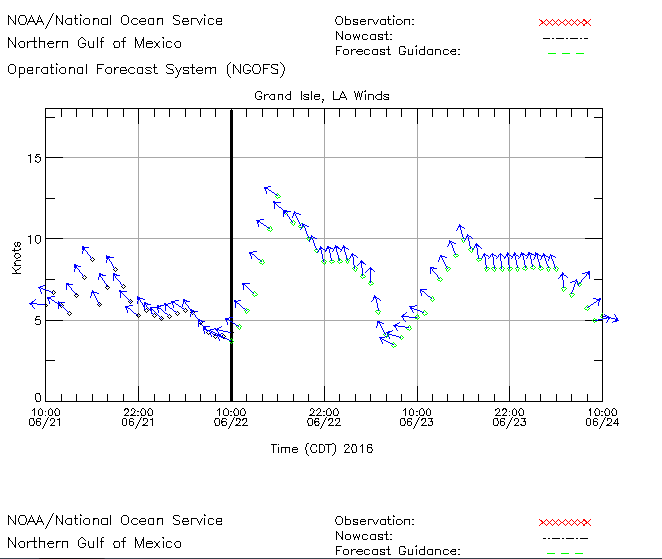 NOAA/National Ocean Service
Northern Gulf of Mexico
Operational Forecast System (NGOFS)
Observation:
Nowcast:
Forecast Guidance:
Grand Isle, LA Winds
Knots
15
10
5
0
10:00 22:00 10:00 22:00 10:00 22:00 10:00
06/21 06/21 06/22 06/22 06/23 06/23 06/24
Time (CDT) 2016
NOAA/National Ocean Service
Northern Gulf of Mexico
Observation:
Nowcast:
Forecast Guidance: